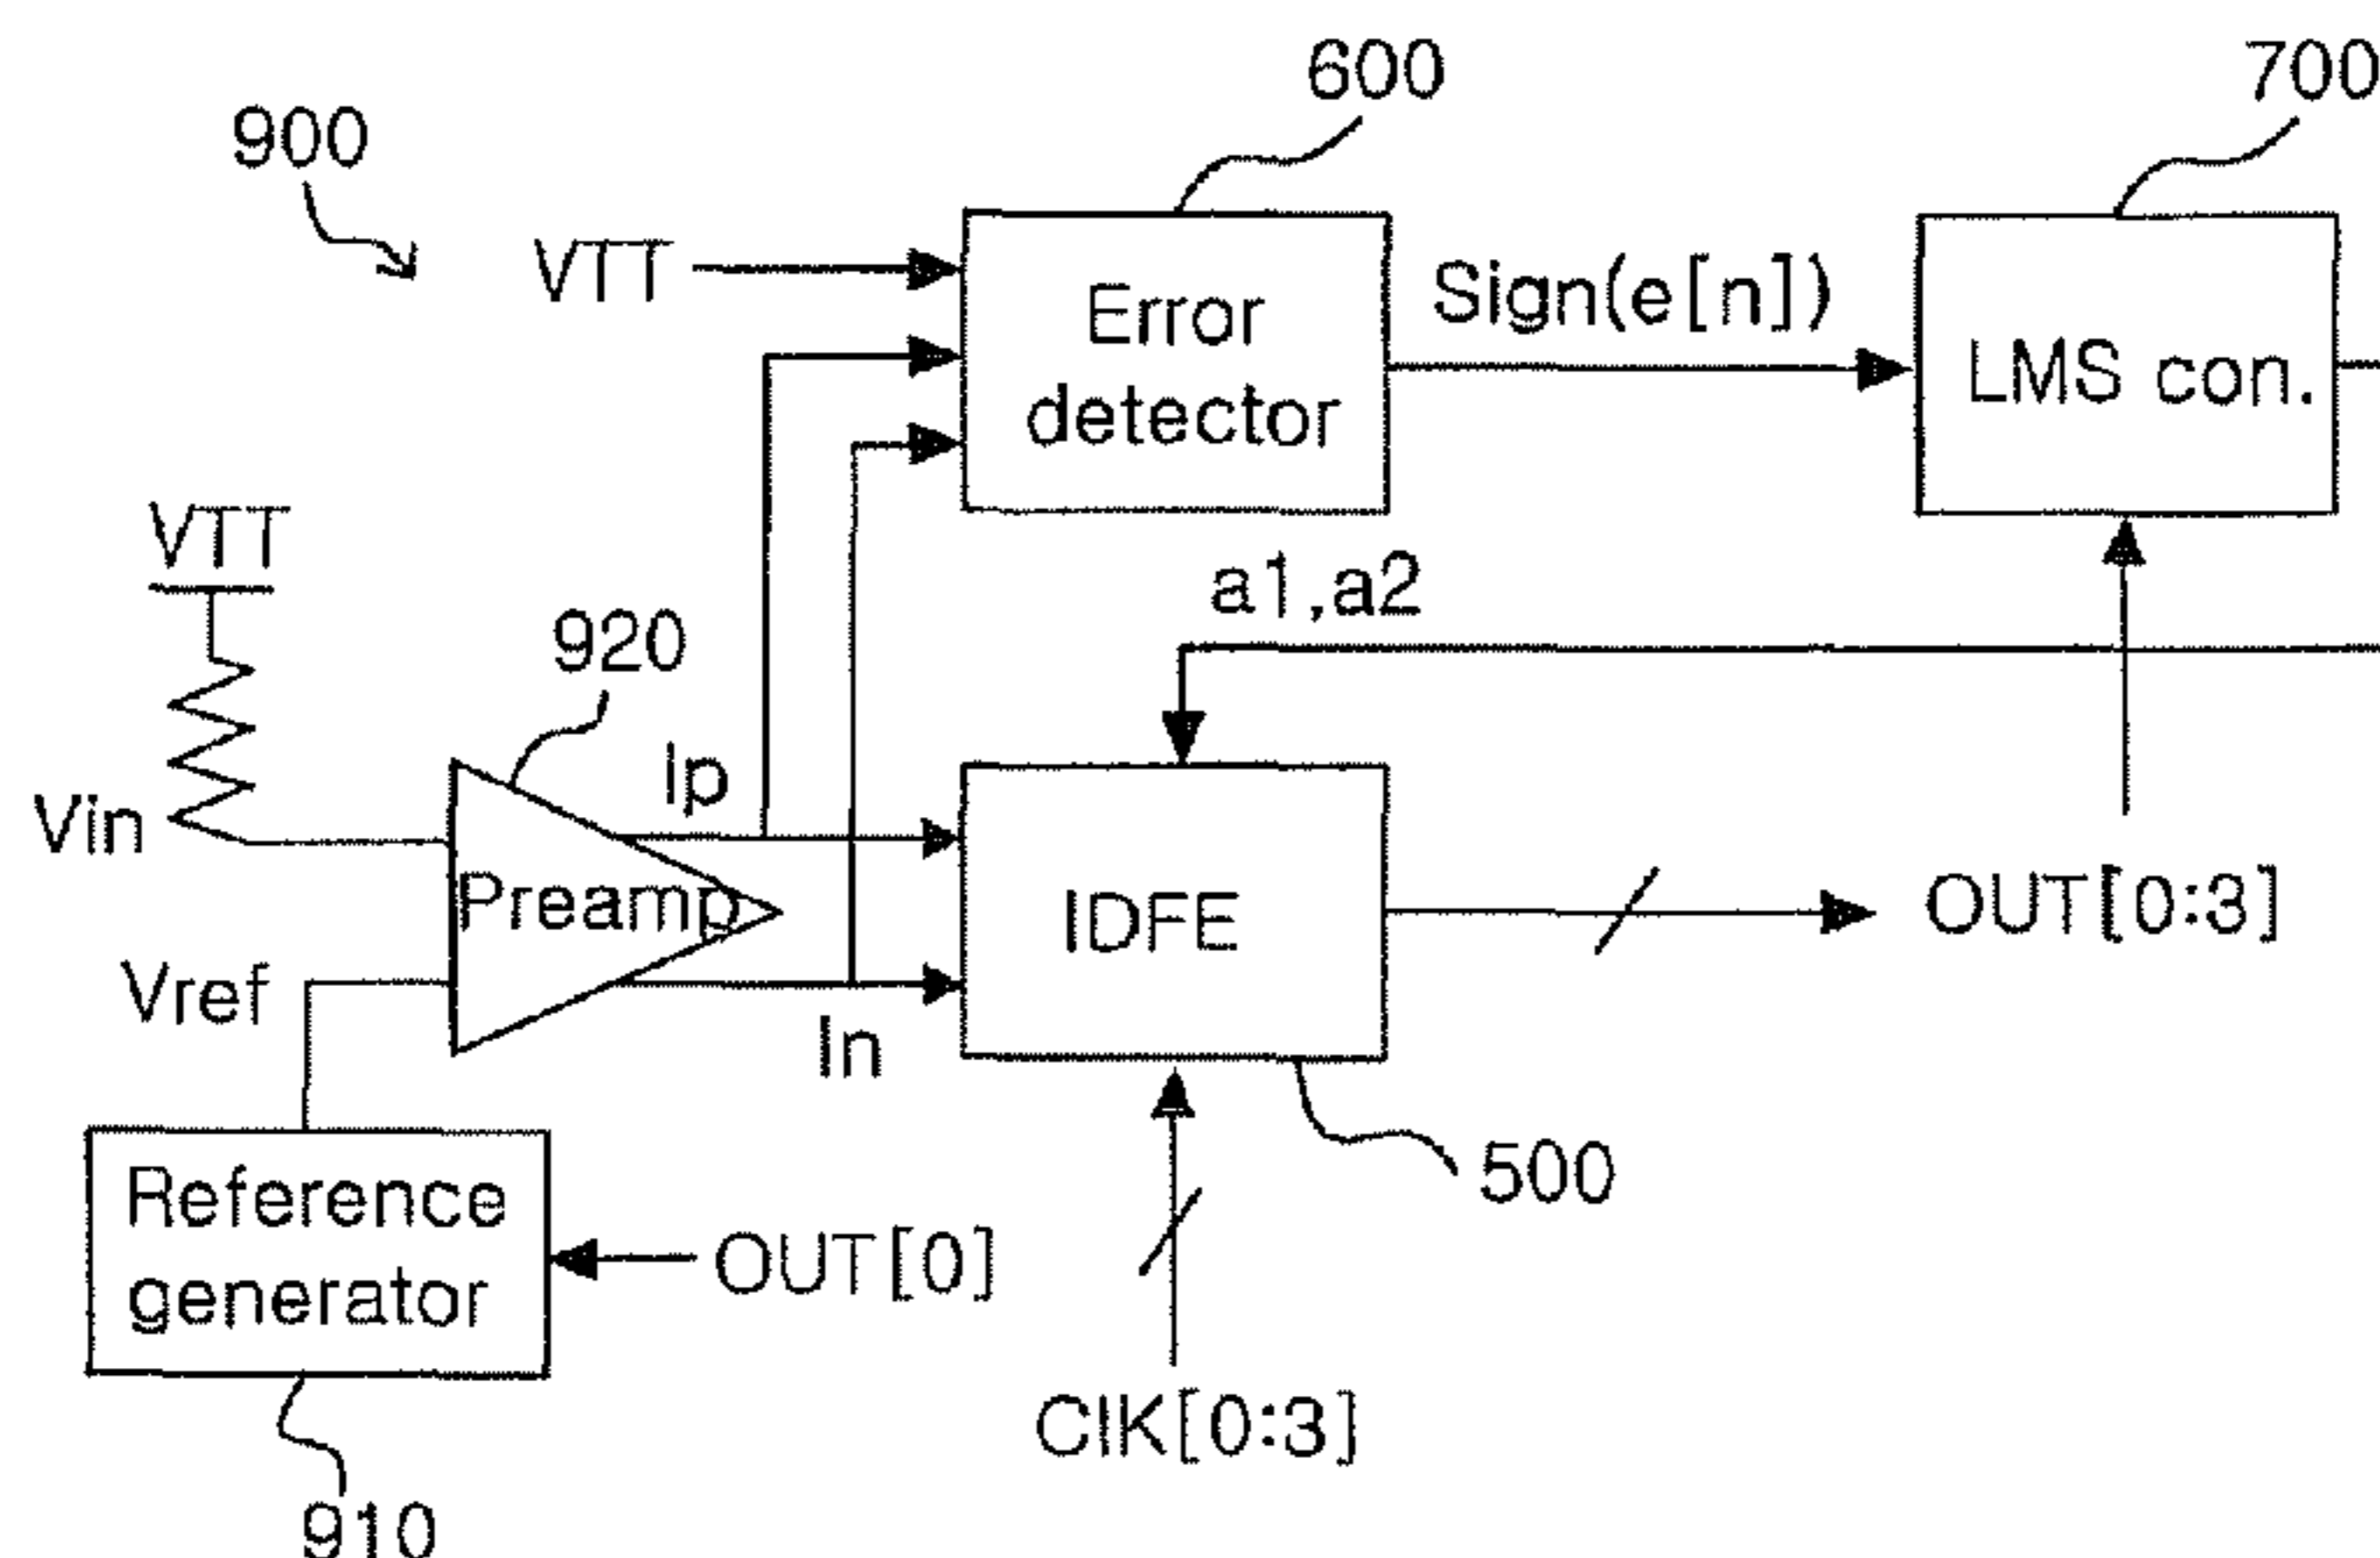 600
700
900
VTT
Error
detector
Sign(e[n])
LMS con.
VTT
a1,a2
920
Ip
Vin
Preamp
IDFE
OUT[0:3]
Vref
In
Reference
generator
OUT[0]
500
ClK[0:3]
910